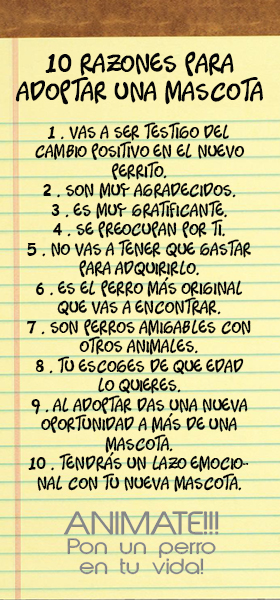 10 RAZONES PARA
ADOPTAR UNA MASCOTA
1 . VAS A SER TESTIGO DEL
CAMBIO POSITIVO EN EL NUEVO
PERRITO.
2 . SON MUY AGRADECIDOS.
3 . ES MUY GRATIFICANTE.
4 . SE PREOCUPAN POR TI.
5 . NO VAS A TENER QUE GASTAR
PARA ADQUIRIRLO.
6 . ES EL PERRO MÁS ORIGINAL
QUE VAS A ENCONTRAR.
7 . SON PERROS AMIGABLES CON
OTROS ANIMALES.
8 . TU ESCOGES DE QUE EDAD
LO QUIERES.
9 . AL ADOPTAR DAS UNA NUEVA
OPORTUNIDAD A MÁS DE UNA
MASCOTA.
10 . TENDRÁS UN LAZO EMOCIO-
NAL CON TU NUEVA MASCOTA.
ANIMATE!!!
Pon un perro
en tu vida!